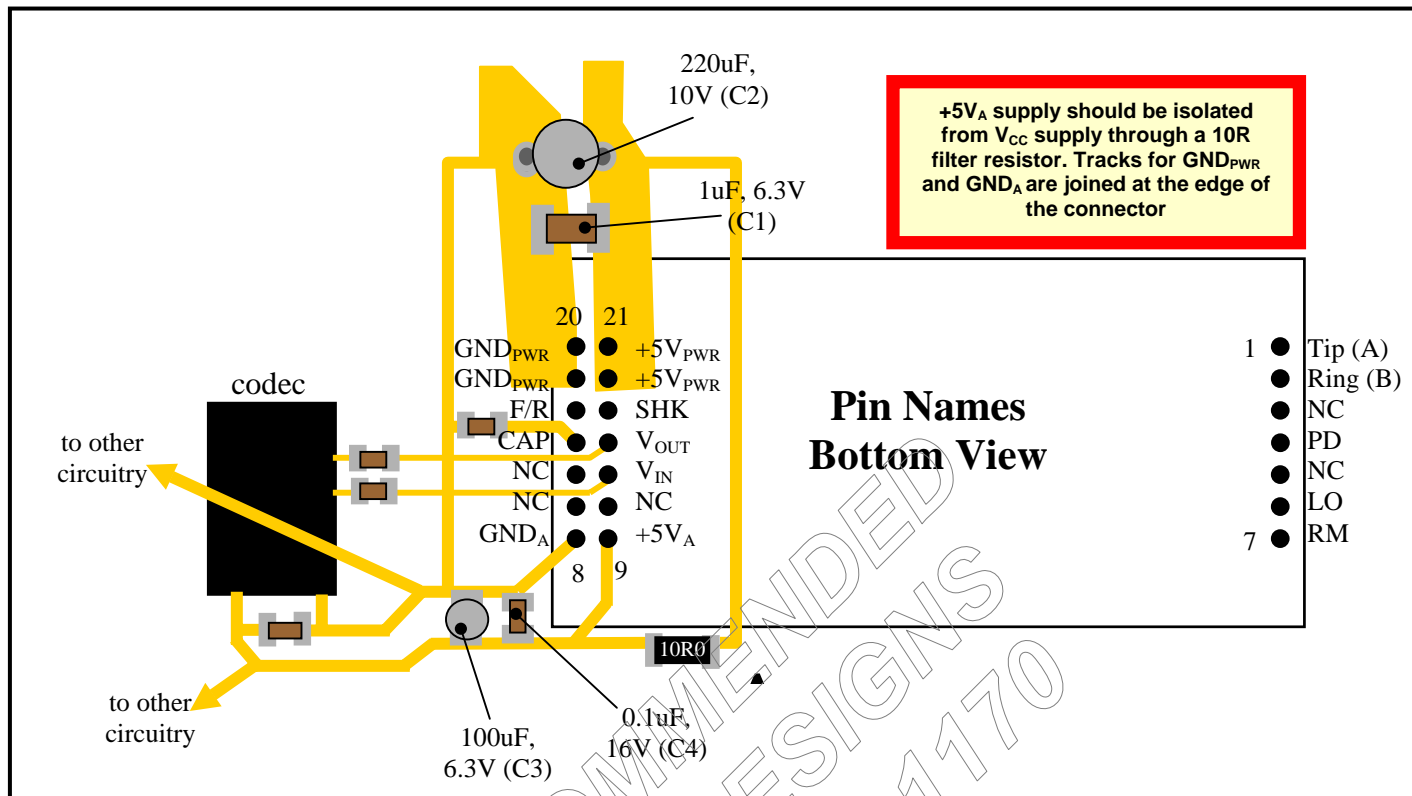 220uF,
10V (C2)
+5VA supply should be isolated
from VCC supply through a 10R
filter resistor. Tracks for GNDPWR
and GNDA are joined at the edge of
the connector
1uF, 6.3V
(C1)
20 21
GNDPWR +5VPWR
GNDPWR +5VPWR
F/R SHK
CAP VOUT
NC VIN
NC NC
GNDA +5VA
8 9
codec
to other
circuitry
Pin Names
Bottom View
1 Tip (A)
Ring (B)
NC
PD
NC
LO
7 RM
10R0
to other
circuitry
100uF,
6.3V (C3)
0.1uF,
16V (C4)
OMMENDED
ESIGNS
1170